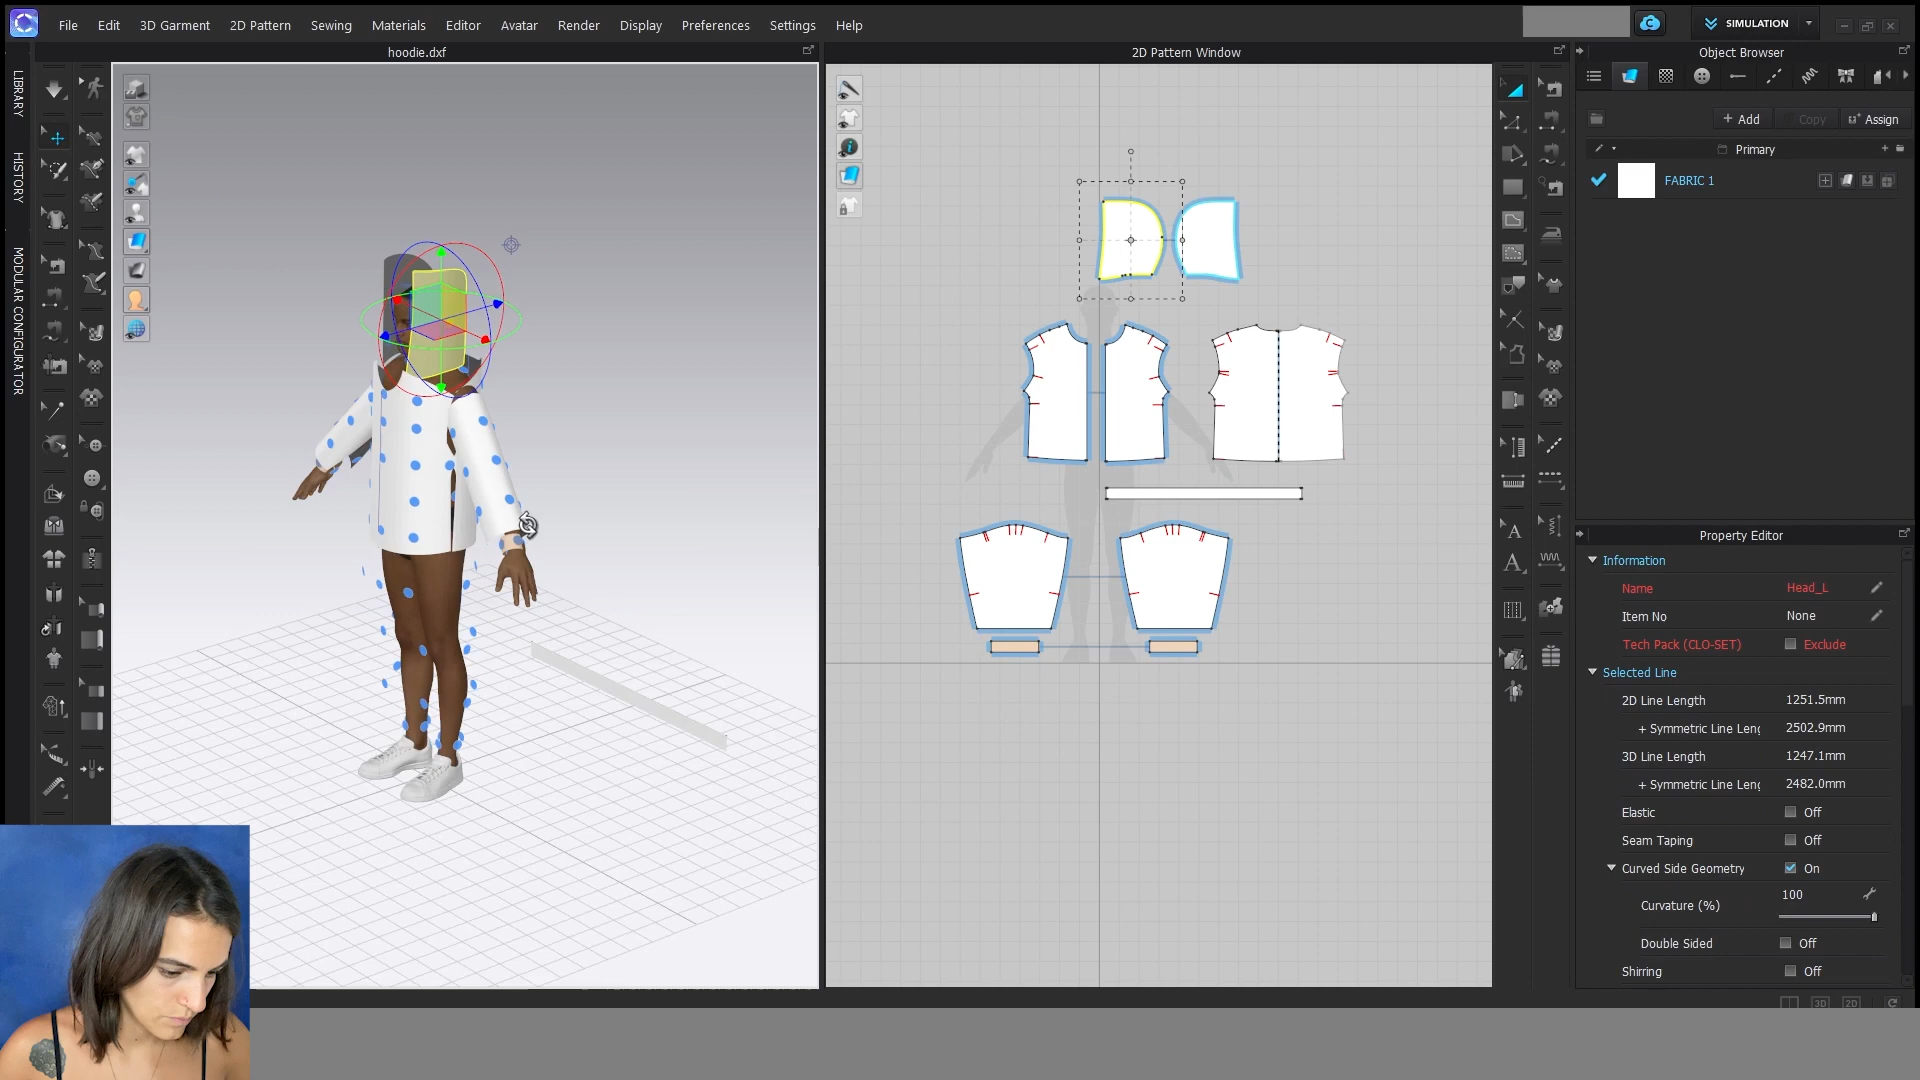 File Edit 3D Garment 2D Pattern Sewing Materials Editor Avatar Render Display Preferences Settings Help
SIMULATION
hoodie.dxf
2D Pattern Window
Object Browser
LIBRARY
HISTORY
MODULAR CONFIGURATOR
+ Add Copy Assign
Primary
FABRIC 1
Property Editor
Information
Name Head_L
Item No None
Tech Pack (CLO-SET) Exclude
Selected Line
2D Line Length 1251.5mm
+ Symmetric Line Leng 2502.9mm
3D Line Length 1247.1mm
+ Symmetric Line Leng 2482.0mm
Elastic Off
Seam Taping Off
Curved Side Geometry On
Curvature (%) 100
Double Sided Off
Shirring Off
3D 2D